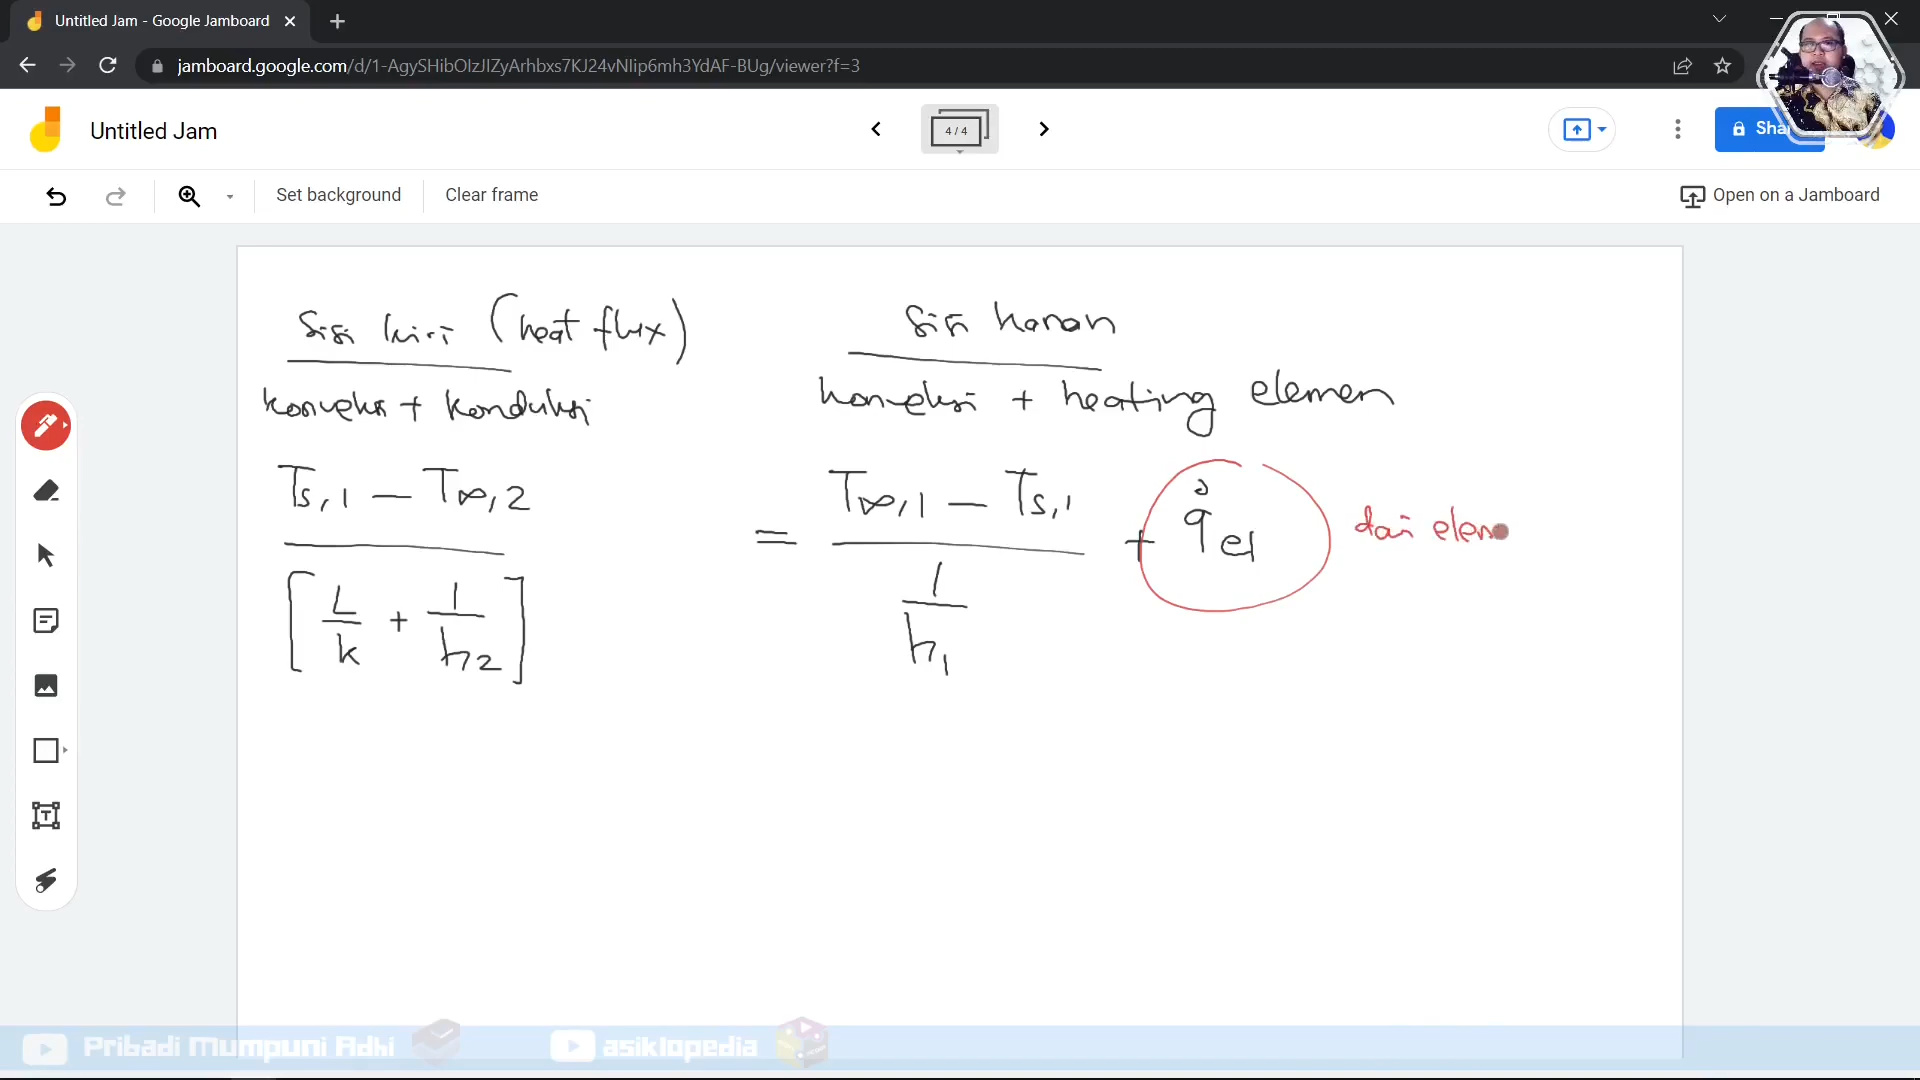 Untitled Jam - Google Jamboard
jamboard.google.com/d/1-AgySHibOIzJIZyArhbxs7KJ24vNlip6mh3YdAF-BUg/viewer?f=3
Untitled Jam
4 / 4
Sha
Set background
Clear frame
Open on a Jamboard
Sisi kiri (heat flux)
Sisi kanan
konveksi + konduksi
konveksi + heating elemen
Ts,1 - T∞,2
= T∞,1 - Ts,1 + q̊el
dari elem
[L/k + 1/h2]
1/h1
Pribadi Mumpuni Adhi
asiklopedia